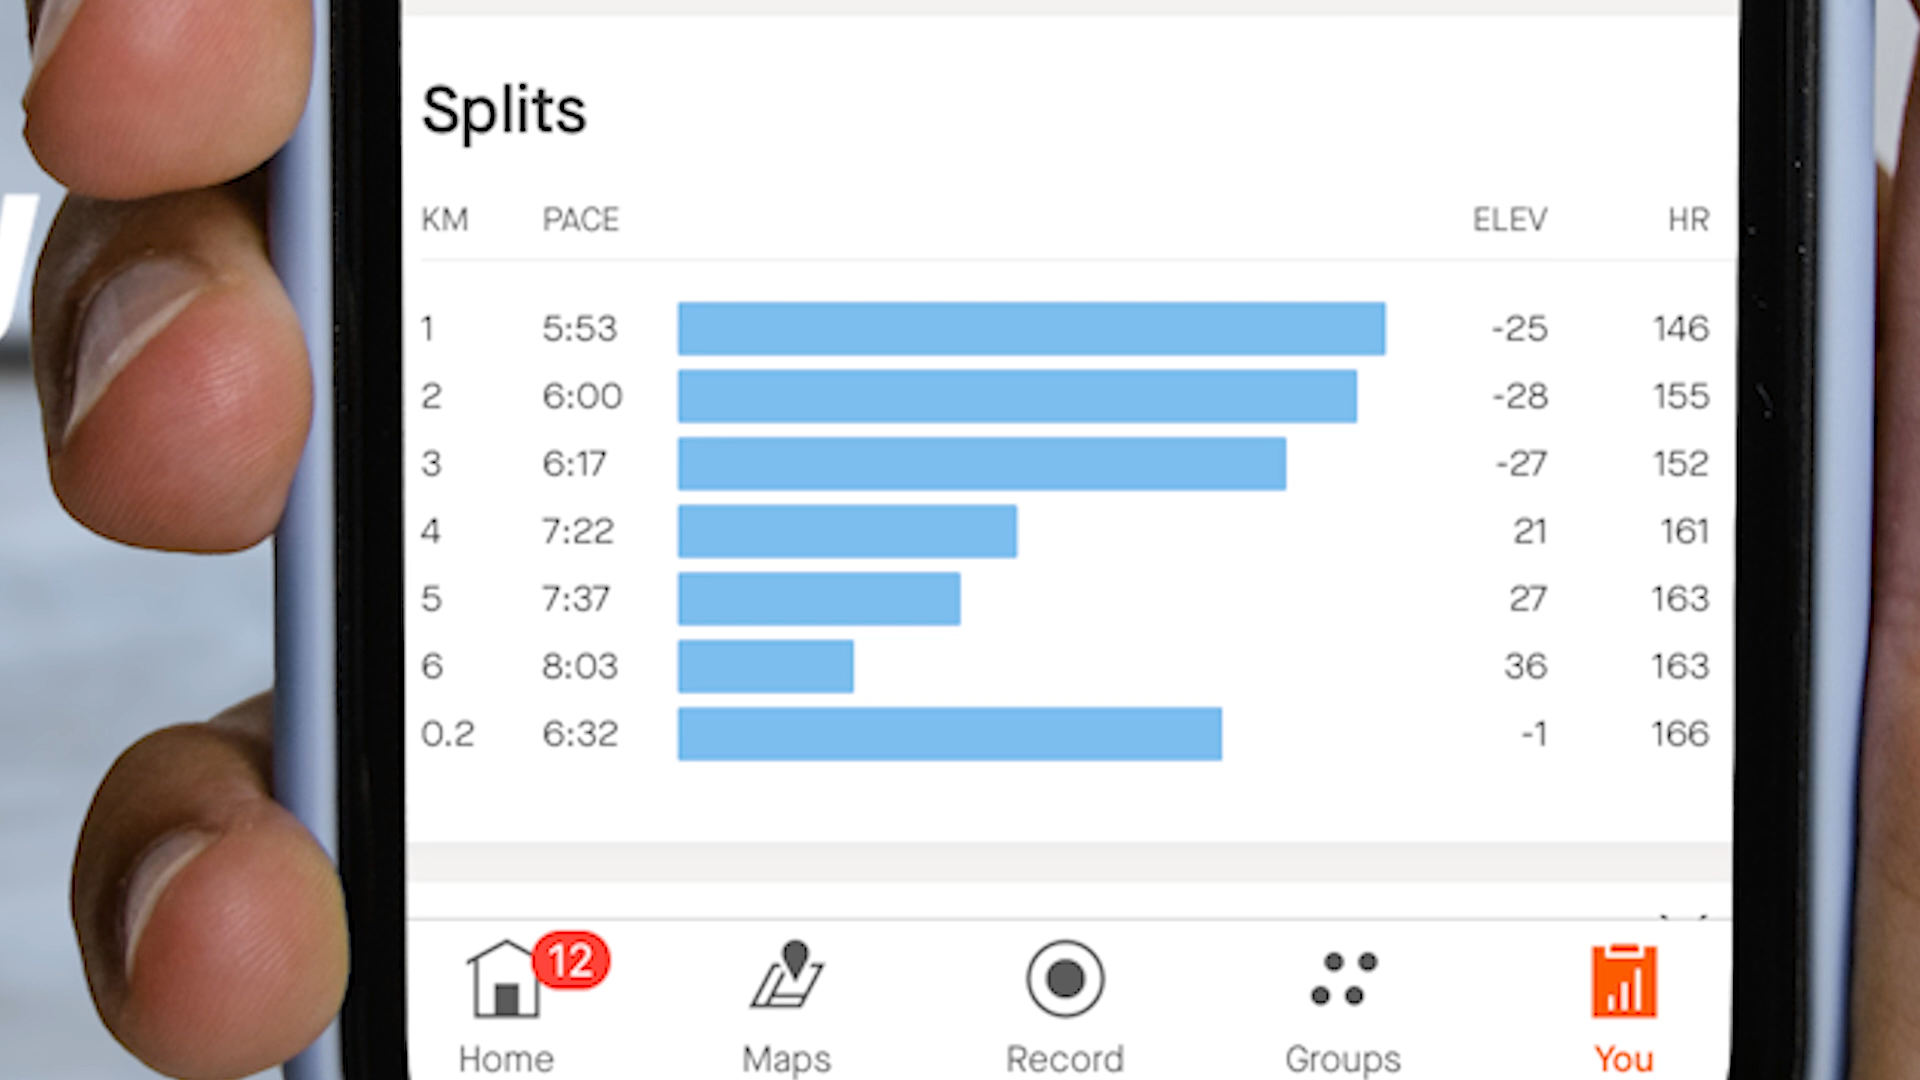 Splits
KM PACE ELEV HR
1 5:53 -25 146
2 6:00 -28 155
3 6:17 -27 152
4 7:22 21 161
5 7:37 27 163
6 8:03 36 163
0.2 6:32 -1 166
12
Home Maps Record Groups You